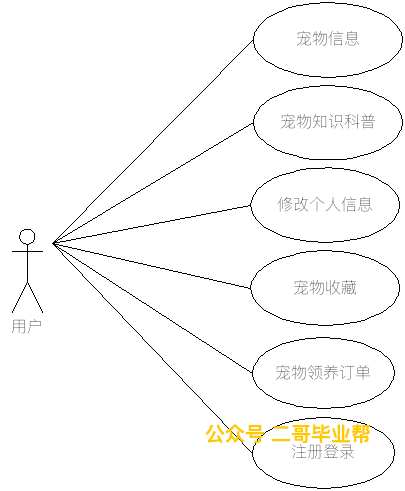 宠物信息
宠物知识科普
修改个人信息
宠物收藏
用户
宠物领养订单
公众号 二哥毕业帮
注册登录